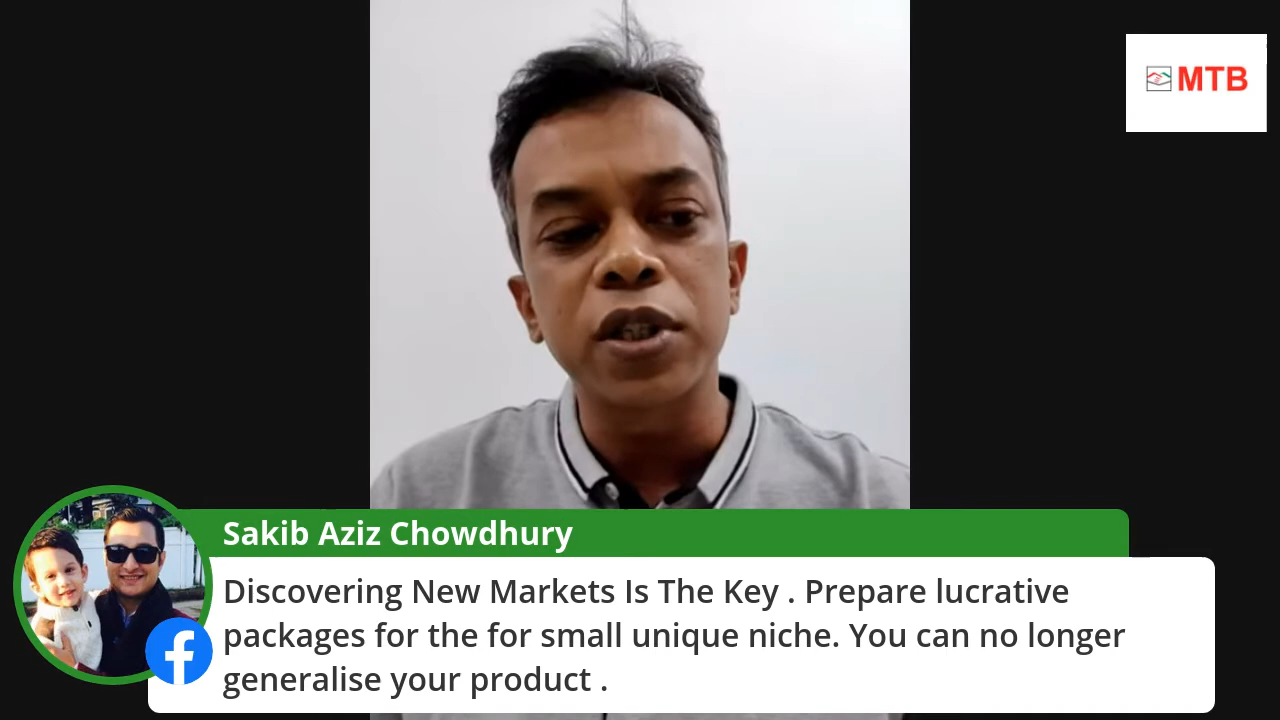 MTB
Sakib Aziz Chowdhury
Discovering New Markets Is The Key . Prepare lucrative
packages for the for small unique niche. You can no longer
generalise your product .